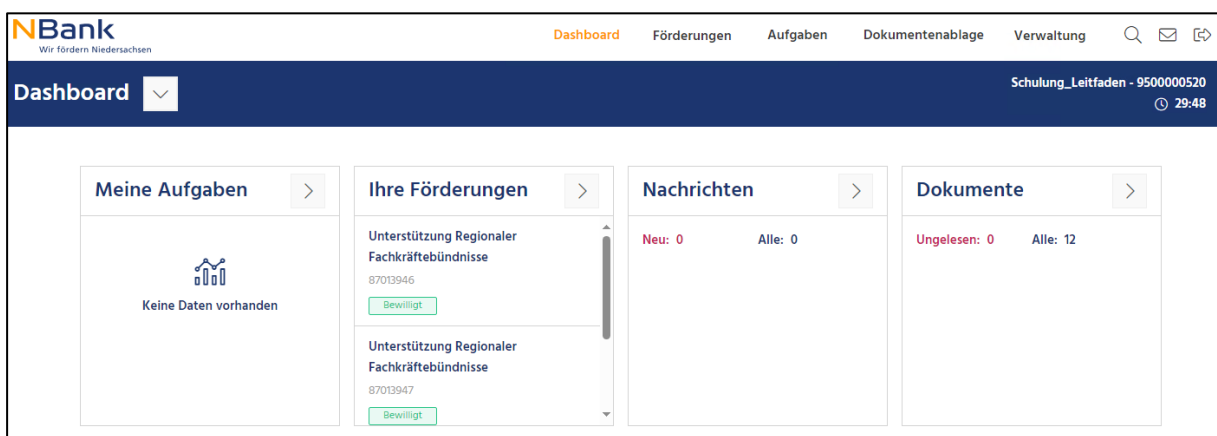 NBank
Wir fördern Niedersachsen
Dashboard Förderungen Aufgaben Dokumentenablage Verwaltung
Dashboard
Schulung_Leitfaden - 9500000520
29:48
Meine Aufgaben
Keine Daten vorhanden
Ihre Förderungen
Unterstützung Regionaler
Fachkräftebündnisse
87013946
Bewilligt
Unterstützung Regionaler
Fachkräftebündnisse
87013947
Bewilligt
Nachrichten
Neu: 0 Alle: 0
Dokumente
Ungelesen: 0 Alle: 12